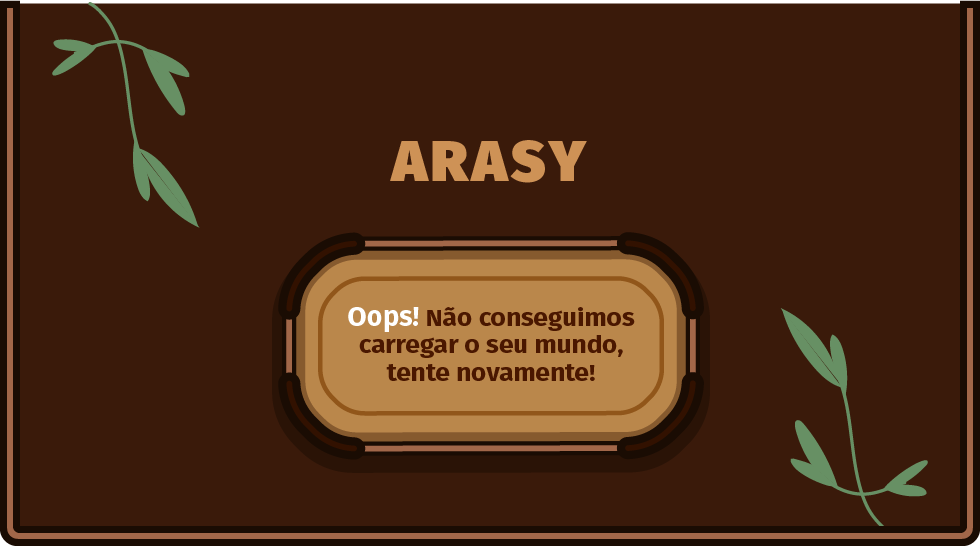 ARASY
Oops! Não conseguimos
carregar o seu mundo,
tente novamente!